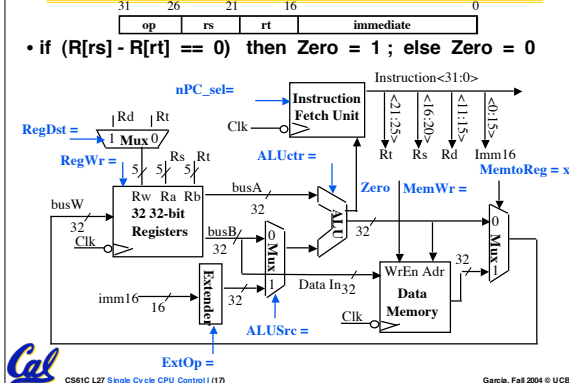 31 26 21 16 0
op rs rt immediate
• if (R[rs] - R[rt] == 0) then Zero = 1 ; else Zero = 0
Instruction<31:0>
nPC_sel=
Instruction
Fetch Unit
Clk
<21:25>
<16:20>
<11:15>
<0:15>
Rt Rs Rd Imm16
Rd Rt
RegDst=
1 Mux 0
RegWr=
5 5 5
Rs Rt
ALUctr =
Zero
MemWr =
MemtoReg = x
busA
Rw Ra Rb
32 32-bit
Registers
busW
32
Clk
32
busB
32
0
Mux
1
ALU
32
WrEn Adr
Data
Memory
Data In
32
Clk
32
0
Mux
1
imm16
16
Extender
32
ALUSrc =
ExtOp =
Cal
CS61C L27 Single Cycle CPU Control I (17)
Garcia, Fall 2004 © UCB